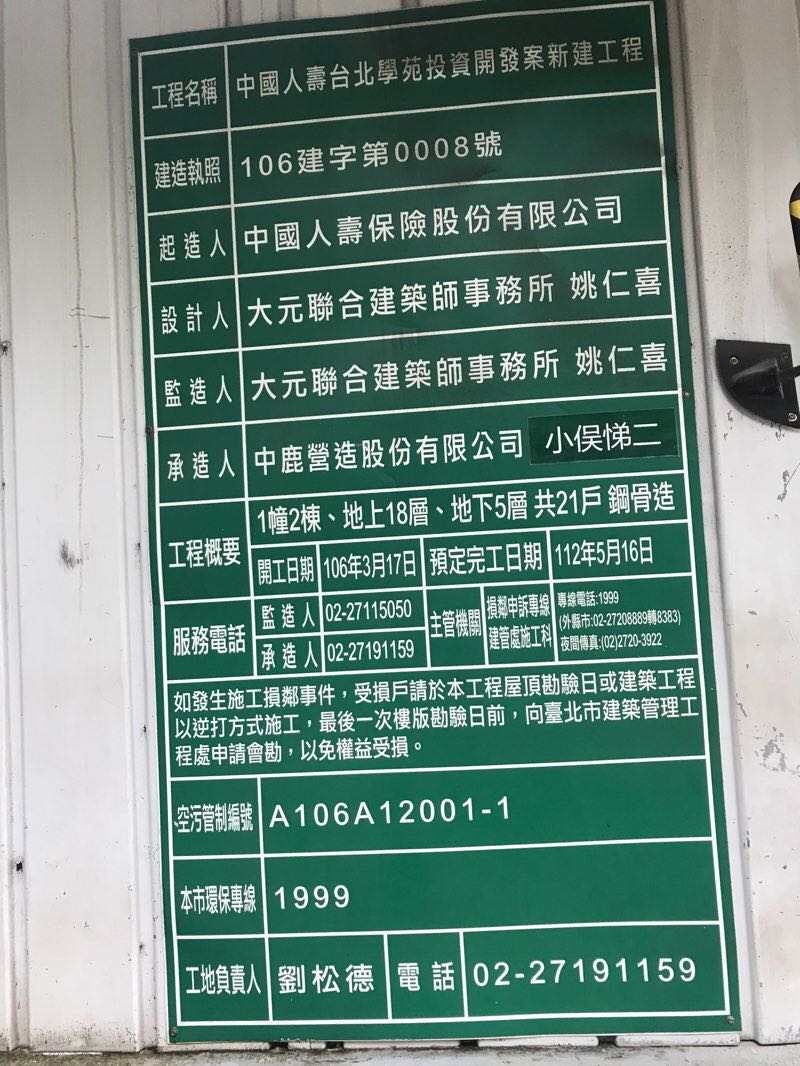 工程名稱 中國人壽台北學苑投資開發案新建工程
建造執照 106建字第0008號
起造人 中國人壽保險股份有限公司
設計人 大元聯合建築師事務所 姚仁喜
監造人 大元聯合建築師事務所 姚仁喜
承造人 中鹿營造股份有限公司 小俣悌二
工程概要 1幢2棟、地上18層、地下5層 共21戶 鋼骨造
開工日期 106年3月17日 預定完工日期 112年5月16日
服務電話 監造人 02-27115050
承造人 02-27191159
主管機關 損鄰申訴專線
建管處施工科
專線電話:1999
(外縣市:02-27208889轉8383)
夜間傳真:(02)2720-3922
如發生施工損鄰事件，受損戶請於本工程屋頂勘驗日或建築工程
以逆打方式施工，最後一次樓版勘驗日前，向臺北市建築管理工
程處申請會勘，以免權益受損。
空污管制編號 A106A12001-1
本市環保專線 1999
工地負責人 劉松德 電話 02-27191159